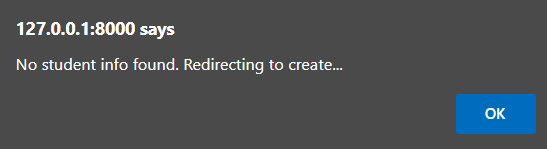 127.0.0.1:8000 says
No student info found. Redirecting to create...
OK